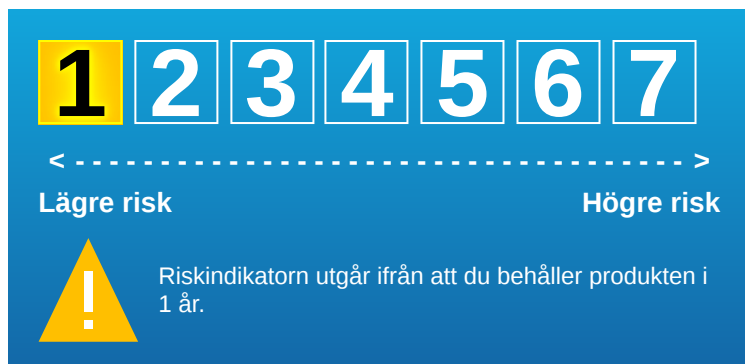 1 2 3 4 5 6 7
< - - - - - - - - - - - - - - - - - - - - - - - - - - - - - - - - - - - - >
Lägre risk Högre risk
!
Riskindikatorn utgår ifrån att du behåller produkten i
1 år.